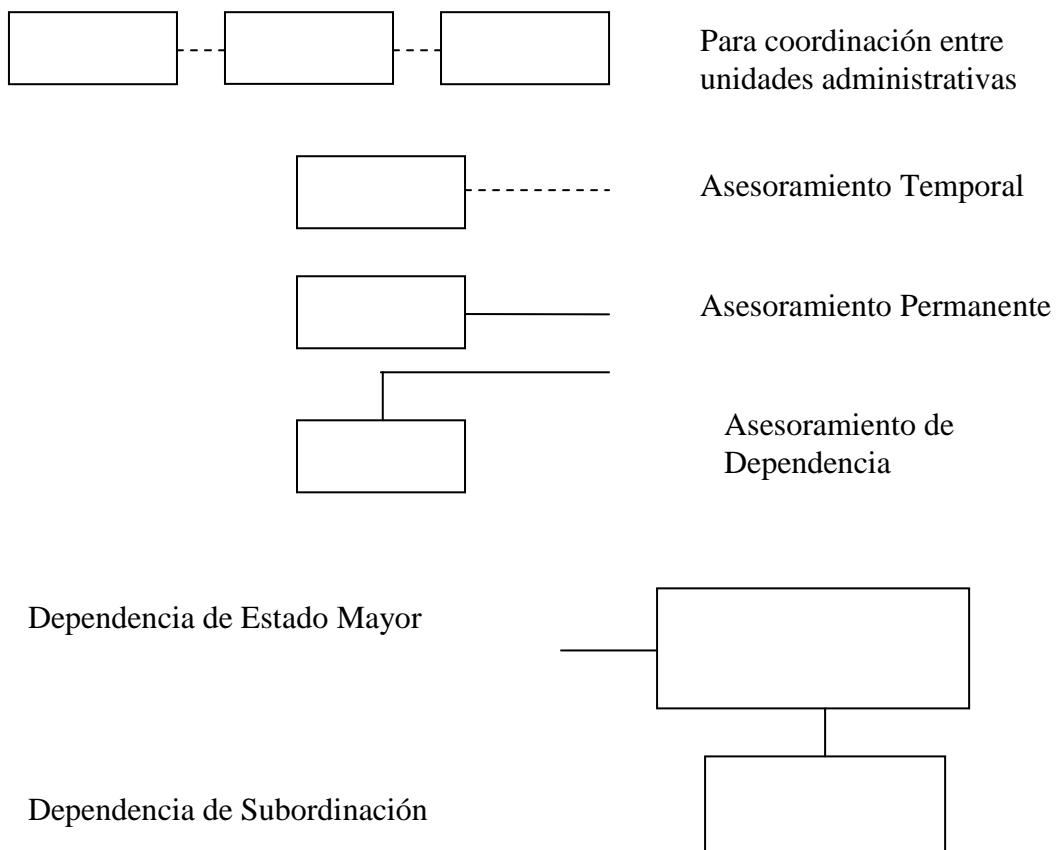 Para coordinación entre
unidades administrativas
Asesoramiento Temporal
Asesoramiento Permanente
Asesoramiento de
Dependencia
Dependencia de Estado Mayor
Dependencia de Subordinación